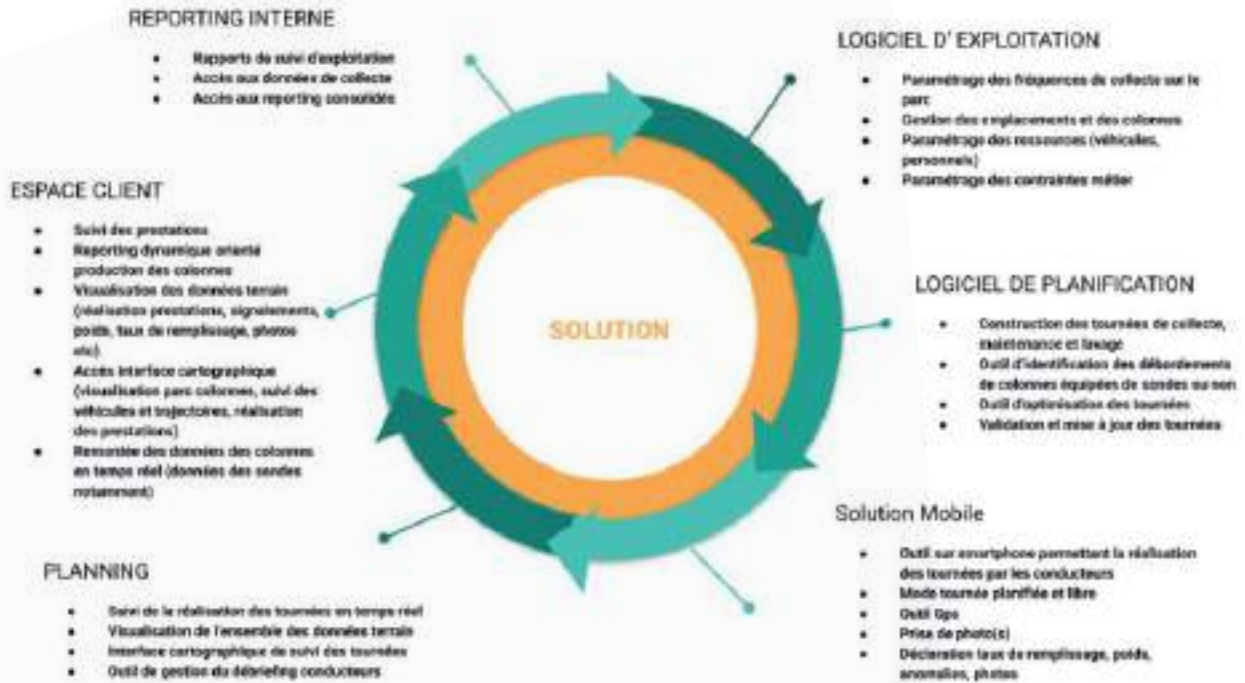 REPORTING INTERNE
Rapports de suivi d'exploitation
Accès aux données de collecte
Accès aux reporting consolidés
LOGICIEL D' EXPLOITATION
Paramétrage des fréquences de collecte sur le
parc
Gestion des emplacements et des colonnes
Paramétrage des ressources (véhicules,
personnels)
Paramétrage des contraintes métier
ESPACE CLIENT
Suivi des prestations
Reporting dynamique orienté
production des colonnes
Visualisation des données terrain
(réalisation prestations, signalements,
poids, taux de remplissage, photos
etc)
Accès interface cartographique
(visualisation parc colonnes, suivi des
véhicules et trajectoires, réalisation
des prestations)
Remontée des données des colonnes
en temps réel (données des sondes
notamment)
SOLUTION
LOGICIEL DE PLANIFICATION
Construction des tournées de collecte,
maintenance et lavage
Outil d'identification des débordements
de colonnes équipées de sondes ou non
Outil d'optimisation des tournées
Validation et mise à jour des tournées
PLANNING
Suivi de la réalisation des tournées en temps réel
Visualisation de l'ensemble des données terrain
Interface cartographique de suivi des tournées
Outil de gestion du débriefing conducteurs
Solution Mobile
Outil sur smartphone permettant la réalisation
des tournées par les conducteurs
Mode tournée planifiée et libre
Outil Gps
Prise de photo(s)
Déclaration taux de remplissage, poids,
anomalies, photos